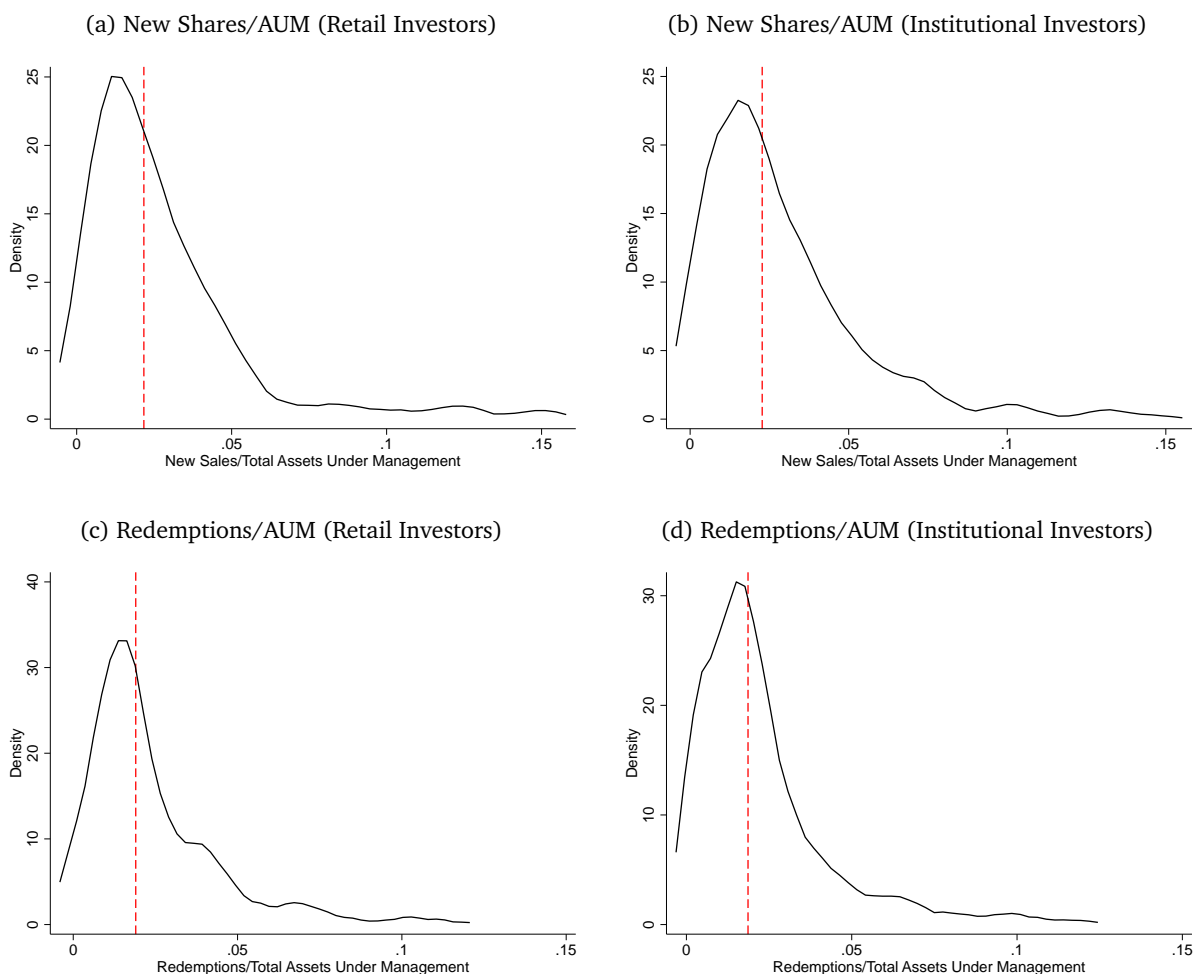 (a) New Shares/AUM (Retail Investors)
Density
25
20
15
10
5
0
0 .05 .1 .15
New Sales/Total Assets Under Management
(b) New Shares/AUM (Institutional Investors)
Density
25
20
15
10
5
0
0 .05 .1 .15
New Sales/Total Assets Under Management
(c) Redemptions/AUM (Retail Investors)
Density
40
30
20
10
0
0 .05 .1 .15
Redemptions/Total Assets Under Management
(d) Redemptions/AUM (Institutional Investors)
Density
30
20
10
0
0 .05 .1 .15
Redemptions/Total Assets Under Management